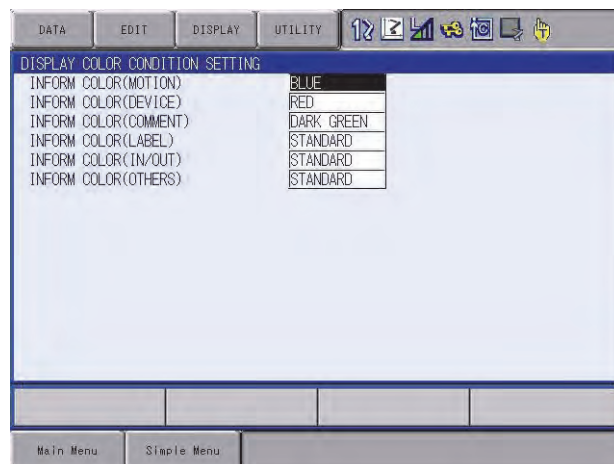 DATA EDIT DISPLAY UTILITY
DISPLAY COLOR CONDITION SETTING
INFORM COLOR(MOTION) BLUE
INFORM COLOR(DEVICE) RED
INFORM COLOR(COMMENT) DARK GREEN
INFORM COLOR(LABEL) STANDARD
INFORM COLOR(IN/OUT) STANDARD
INFORM COLOR(OTHERS) STANDARD
Main Menu Simple Menu